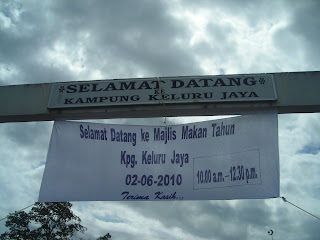 *SELAMAT DATANG*
KE
KAMPUNG KELURU JAYA
Selamat Datang ke Majlis Makan Tahun
Kpg. Keluru Jaya
02-06-2010
10.00 a.m.-12.30 p.m.
Terima Kasih...